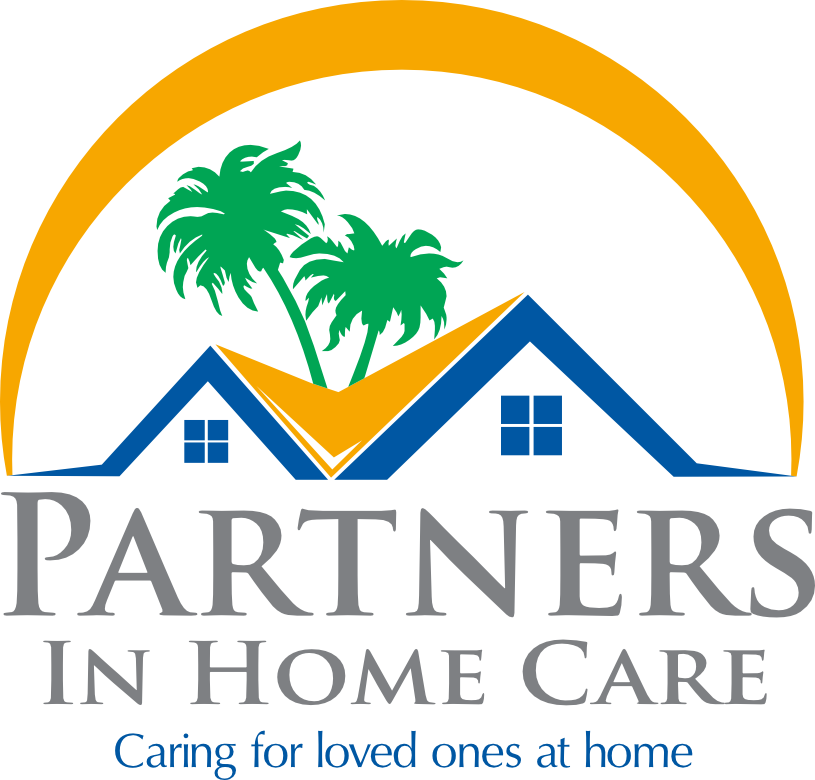 PARTNERS
IN HOME CARE
Caring for loved ones at home